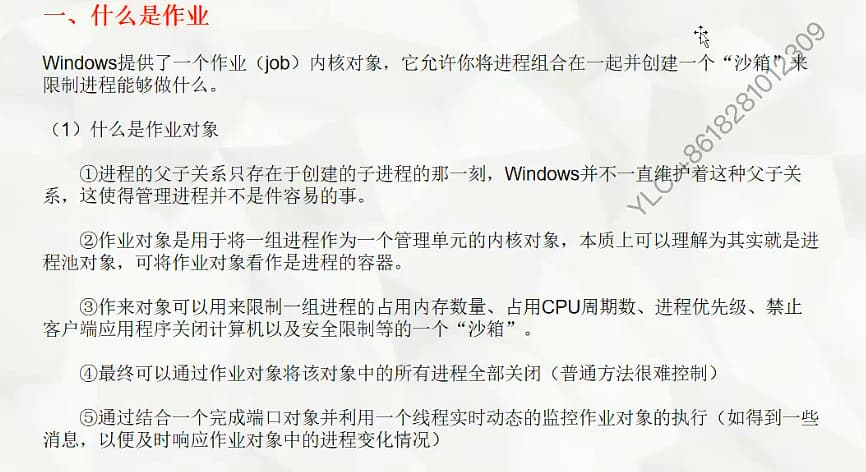 一、什么是作业
Windows提供了一个作业（job）内核对象，它允许你将进程组合在一起并创建一个“沙箱”来
限制进程能够做什么。
（1）什么是作业对象
①进程的父子关系只存在于创建的子进程的那一刻，Windows并不一直维护着这种父子关
系，这使得管理进程并不是件容易的事。
②作业对象是用于将一组进程作为一个管理单元的内核对象，本质上可以理解为其实就是进
程池对象，可将作业对象看作是进程的容器。
③作来对象可以用来限制一组进程的占用内存数量、占用CPU周期数、进程优先级、禁止
客户端应用程序关闭计算机以及安全限制等的一个“沙箱”。
④最终可以通过作业对象将该对象中的所有进程全部关闭（普通方法很难控制）
⑤通过结合一个完成端口对象并利用一个线程实时动态的监控作业对象的执行（如得到一些
消息，以便及时响应作业对象中的进程变化情况）
YLC:+8618281012309